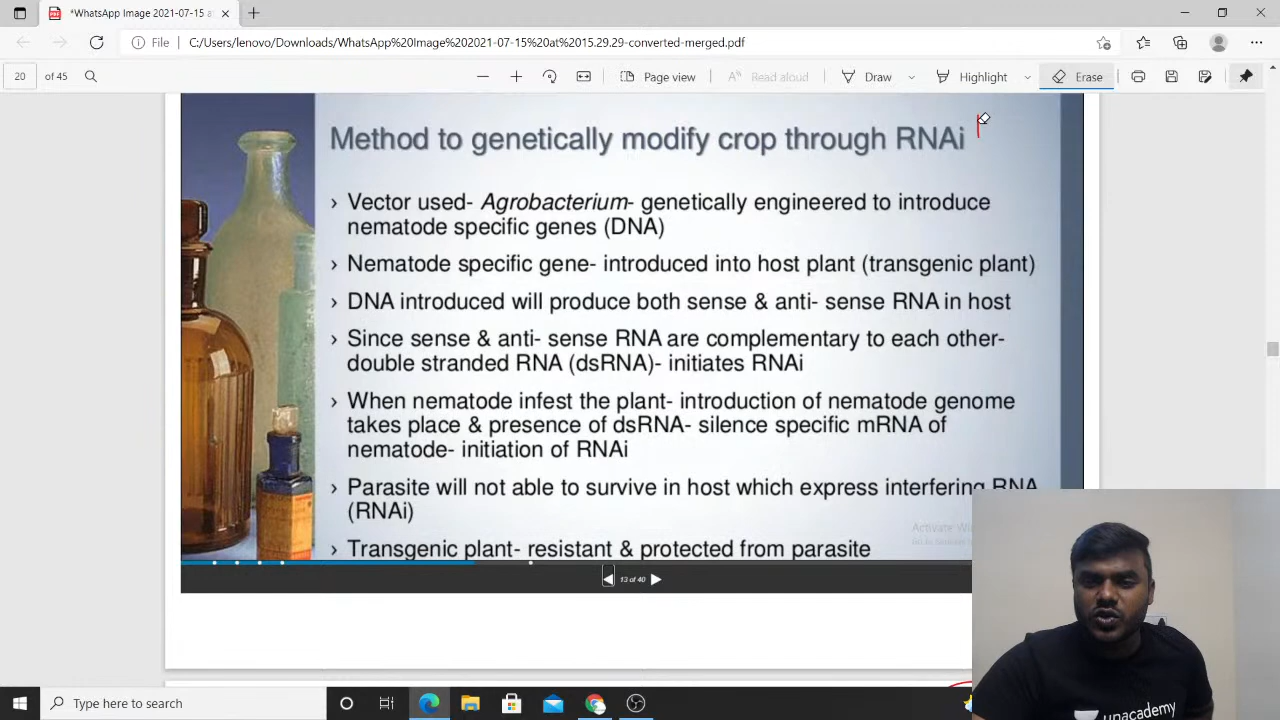 *WhatsApp Image 2021-07-15 a
File
C:/Users/lenovo/Downloads/WhatsApp%20Image%202021-07-15%20at%2015.29.29-converted-merged.pdf
20 of 45
Page view
Read aloud
Draw
Highlight
Erase
Method to genetically modify crop through RNAi
› Vector used- Agrobacterium- genetically engineered to introduce
nematode specific genes (DNA)
› Nematode specific gene- introduced into host plant (transgenic plant)
› DNA introduced will produce both sense & anti- sense RNA in host
› Since sense & anti- sense RNA are complementary to each other-
double stranded RNA (dsRNA)- initiates RNAi
› When nematode infest the plant- introduction of nematode genome
takes place & presence of dsRNA- silence specific mRNA of
nematode- initiation of RNAi
› Parasite will not able to survive in host which express interfering RNA
(RNAi)
› Transgenic plant- resistant & protected from parasite
Activate Wi
13 of 40
unacademy
Type here to search